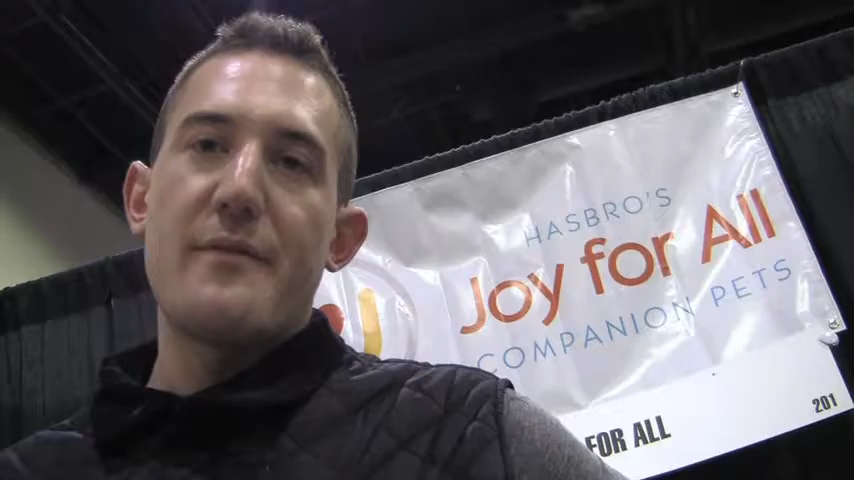 HASBRO'S
Joy for All
COMPANION PETS
FOR ALL
201